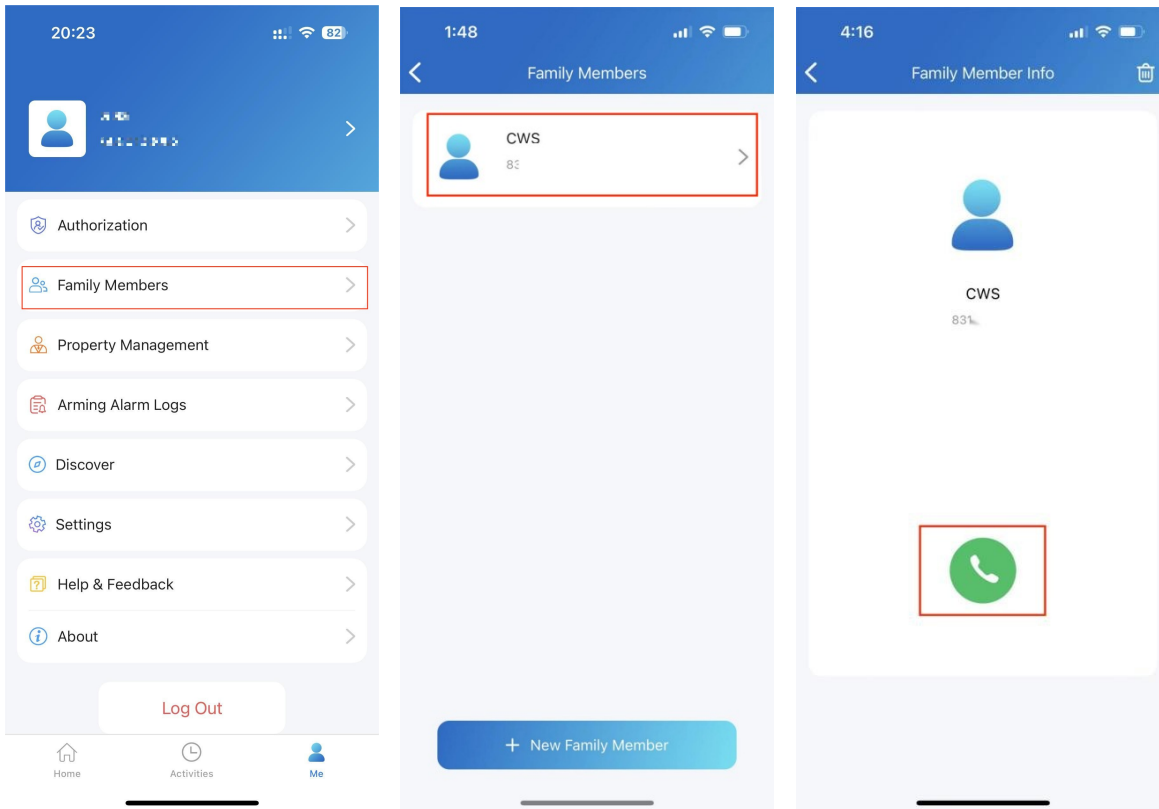 20:23
82
Authorization
Family Members
Property Management
Arming Alarm Logs
Discover
Settings
Help & Feedback
About
Log Out
Home
Activities
Me
1:48
Family Members
CWS
+ New Family Member
4:16
Family Member Info
CWS